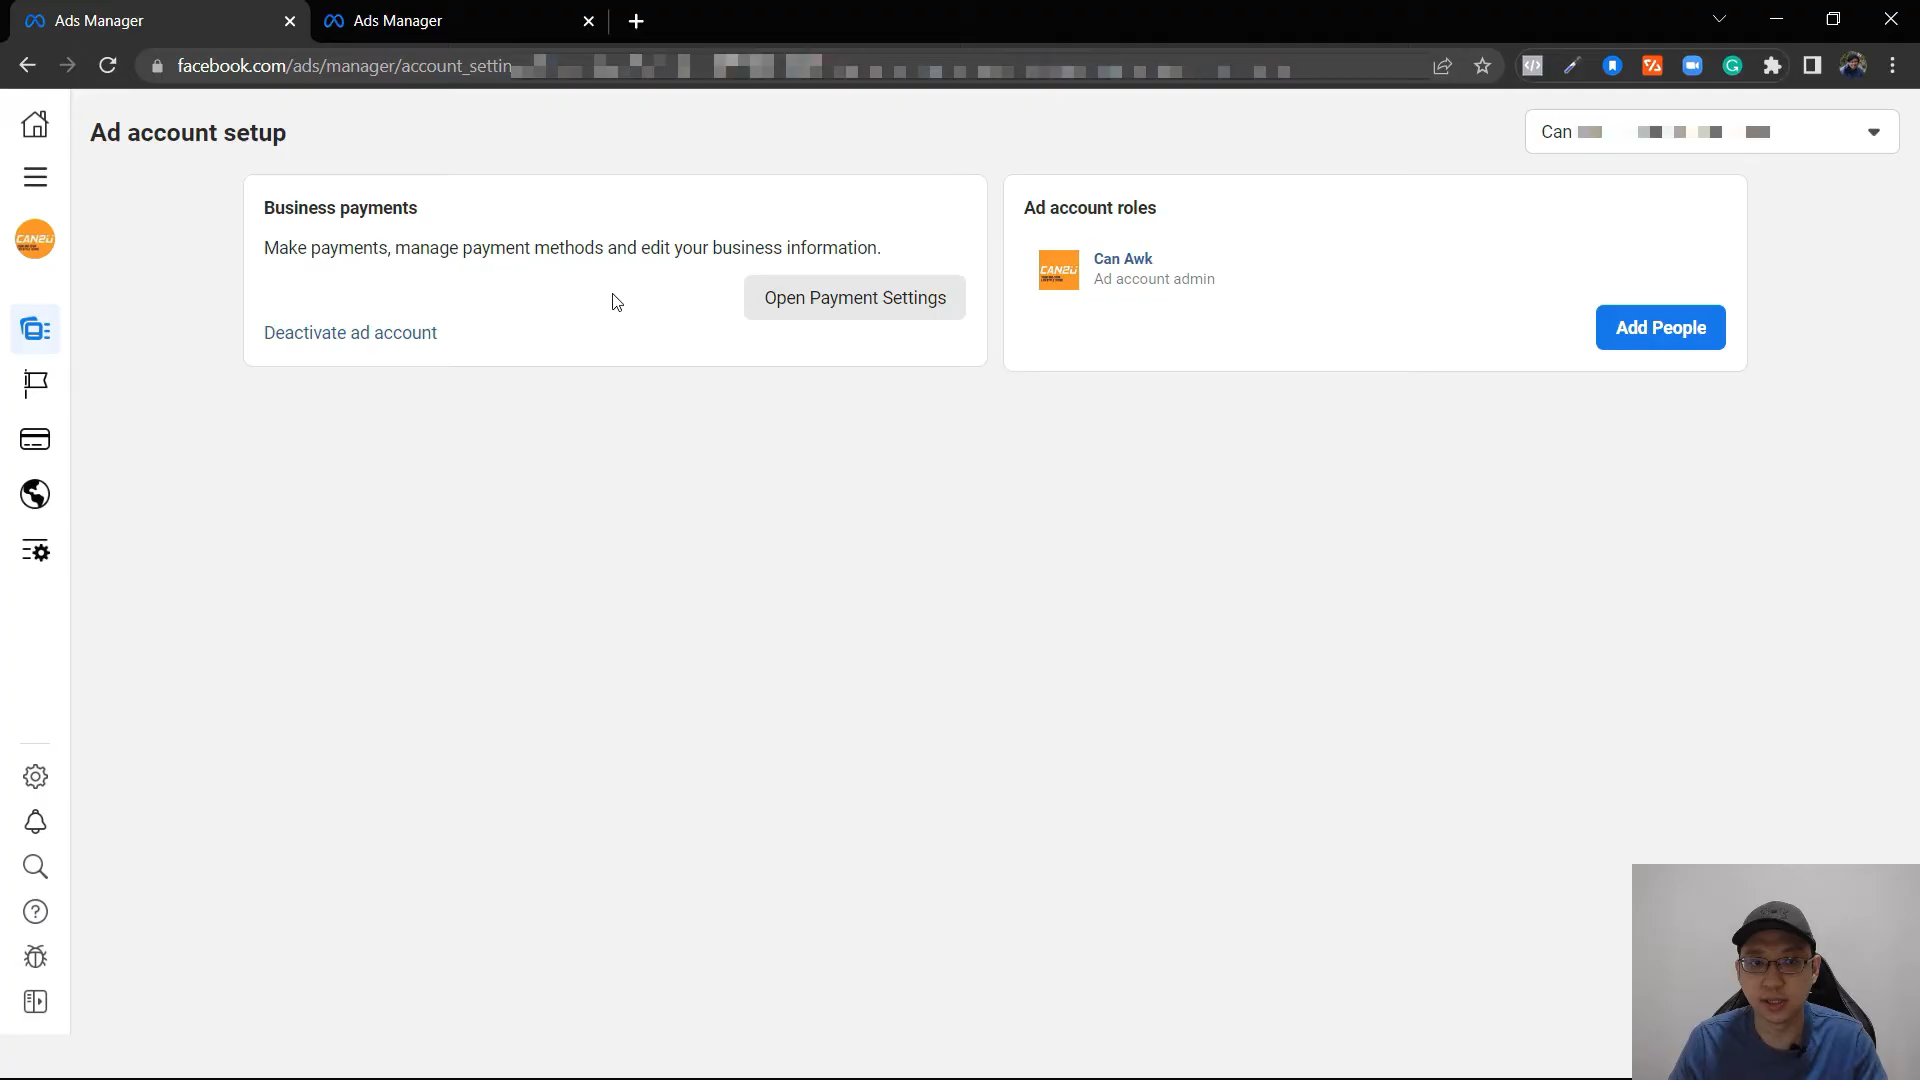 Ads Manager
Ads Manager
facebook.com/ads/manager/account_settin
Ad account setup
Can
Business payments
Make payments, manage payment methods and edit your business information.
Open Payment Settings
Deactivate ad account
Ad account roles
CAN2U
Can Awk
Ad account admin
Add People
CAN2U